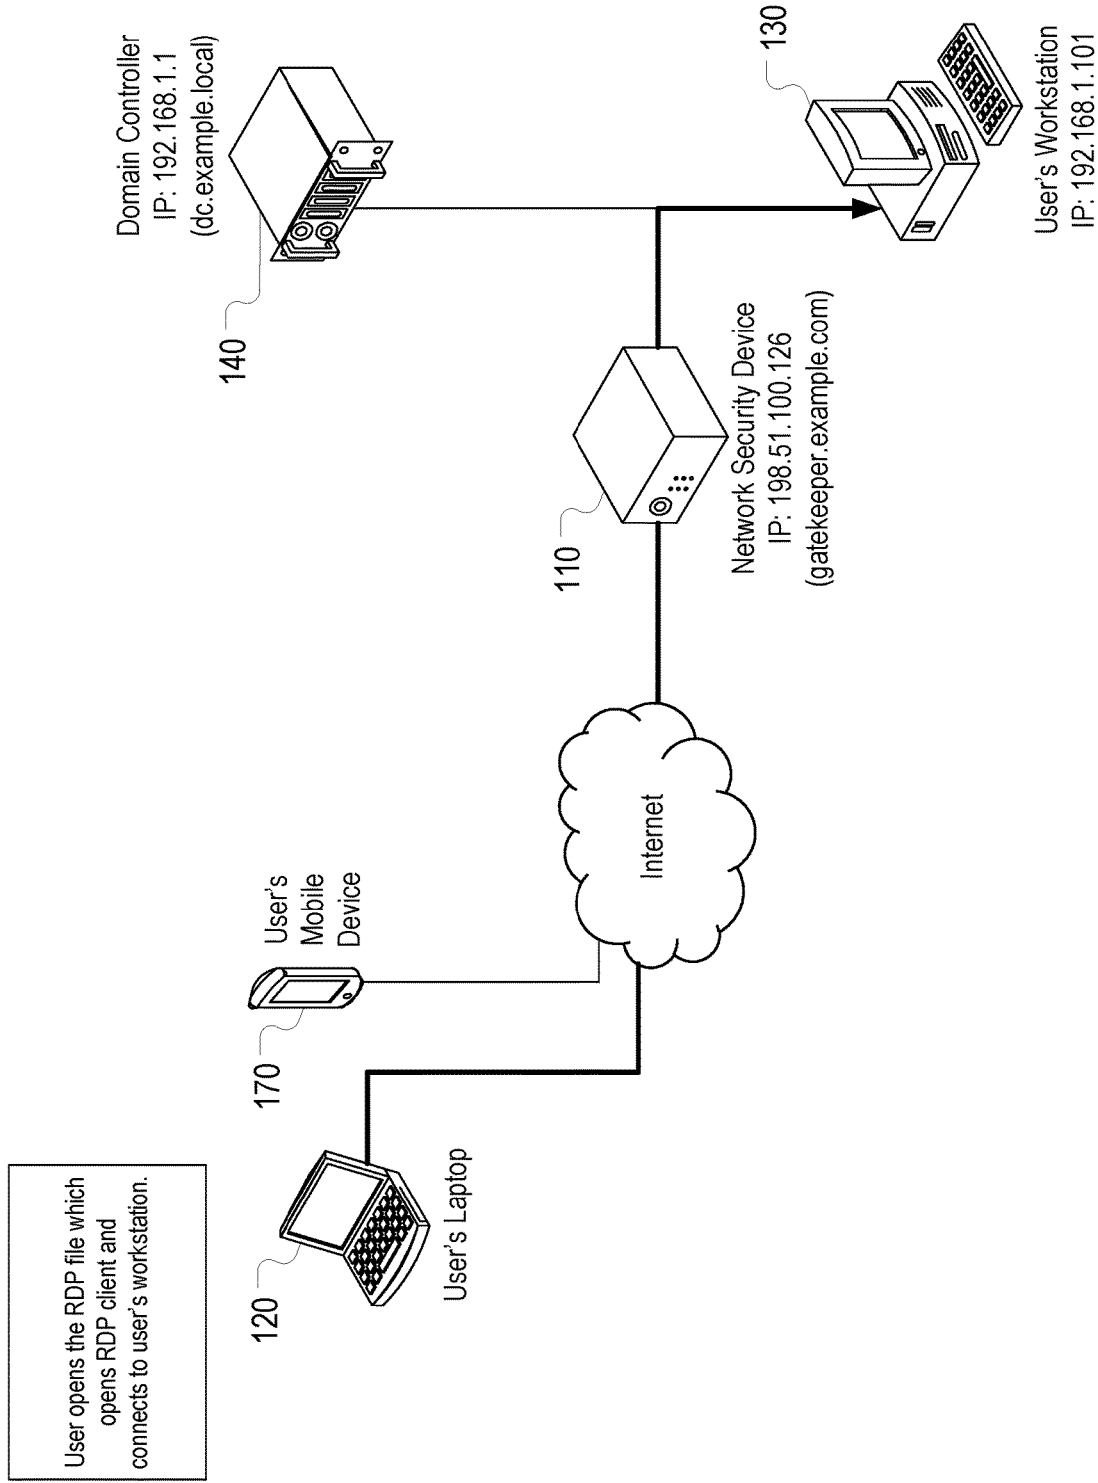 User opens the RDP file which
opens RDP client and
connects to user's workstation.
120
User's Laptop
170
User's
Mobile
Device
Internet
110
Network Security Device
IP: 198.51.100.126
(gatekeeper.example.com)
140
Domain Controller
IP: 192.168.1.1
(dc.example.local)
130
User's Workstation
IP: 192.168.1.101